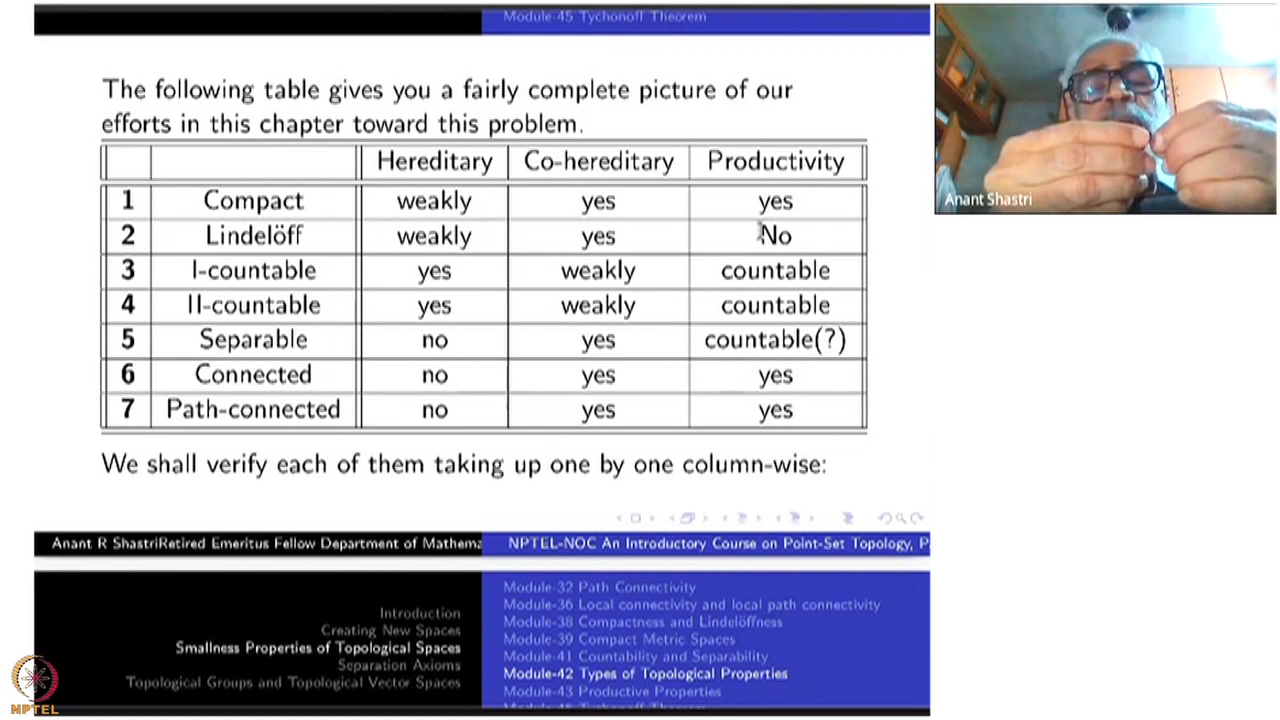 Module-45 Tychonoff Theorem
The following table gives you a fairly complete picture of our
efforts in this chapter toward this problem.
Hereditary Co-hereditary Productivity
1 Compact weakly yes yes
2 Lindelöff weakly yes No
3 I-countable yes weakly countable
4 II-countable yes weakly countable
5 Separable no yes countable(?)
6 Connected no yes yes
7 Path-connected no yes yes
We shall verify each of them taking up one by one column-wise:
Anant Shastri
Anant R ShastriRetired Emeritus Fellow Department of Mathema
NPTEL-NOC An Introductory Course on Point-Set Topology, P
Introduction
Creating New Spaces
Smallness Properties of Topological Spaces
Separation Axioms
Topological Groups and Topological Vector Spaces
Module-32 Path Connectivity
Module-36 Local connectivity and local path connectivity
Module-38 Compactness and Lindelöffness
Module-39 Compact Metric Spaces
Module-41 Countability and Separability
Module-42 Types of Topological Properties
Module-43 Productive Properties
NPTEL